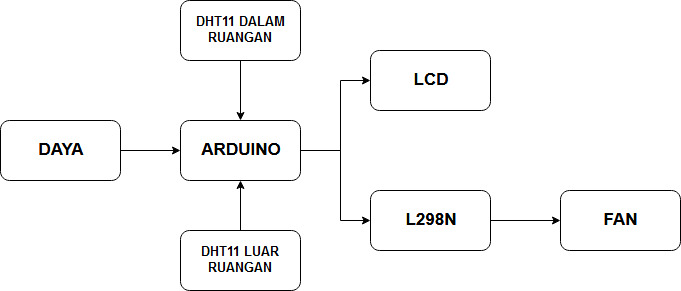 DHT11 DALAM
RUANGAN
LCD
DAYA
ARDUINO
L298N
FAN
DHT11 LUAR
RUANGAN